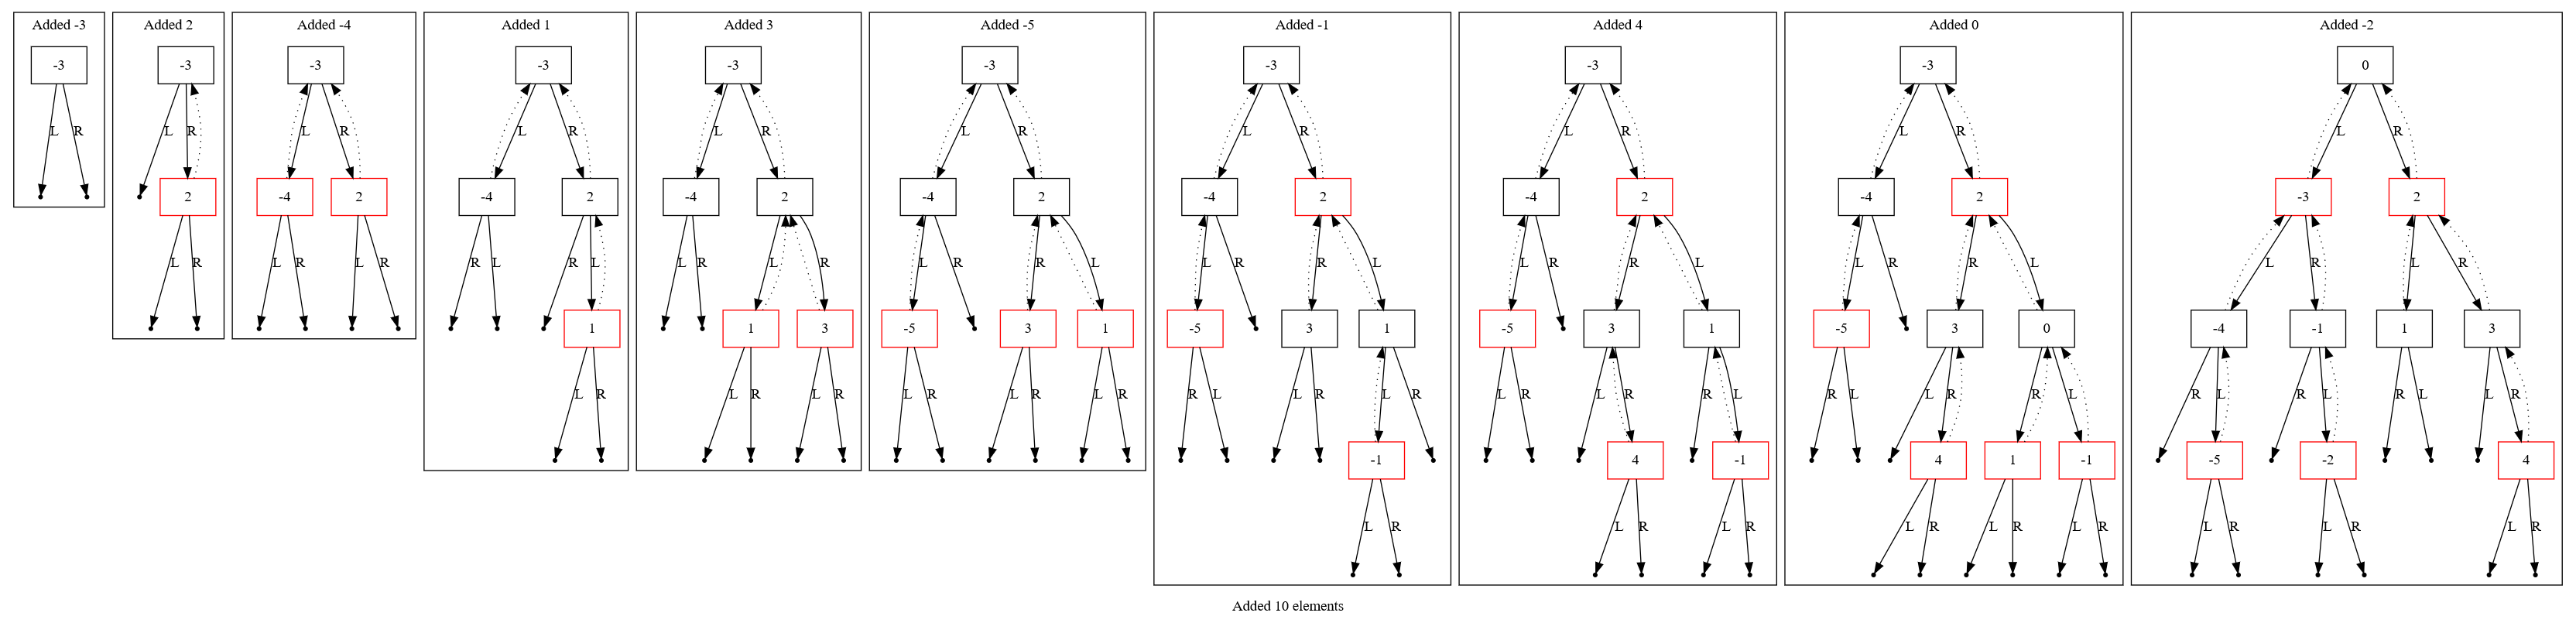 Added -3
-3
L R
Added 2
-3
L R
2
L R
Added -4
-3
L R
-4 2
L R L R
Added 1
-3
L R
-4 2
R L R L
1
L R
Added 3
-3
L R
-4 2
L R L R
1 3
L R L R
Added -5
-3
L R
-4 2
L R R L
-5 3 1
L R L R L R
Added -1
-3
L R
-4 2
L R R L
-5 3 1
R L L R L R
-1
L R
Added 4
-3
L R
-4 2
L R R L
-5 3 1
L R L R R L
4 -1
L R L R
Added 0
-3
L R
-4 2
L R R L
-5 3 0
R L L R R L
4 1 -1
L R L R L R
Added -2
0
L R
-3 2
L R L R
-4 -1 1 3
R L R L R L L R
-5 -2 4
L R L R L R
Added 10 elements